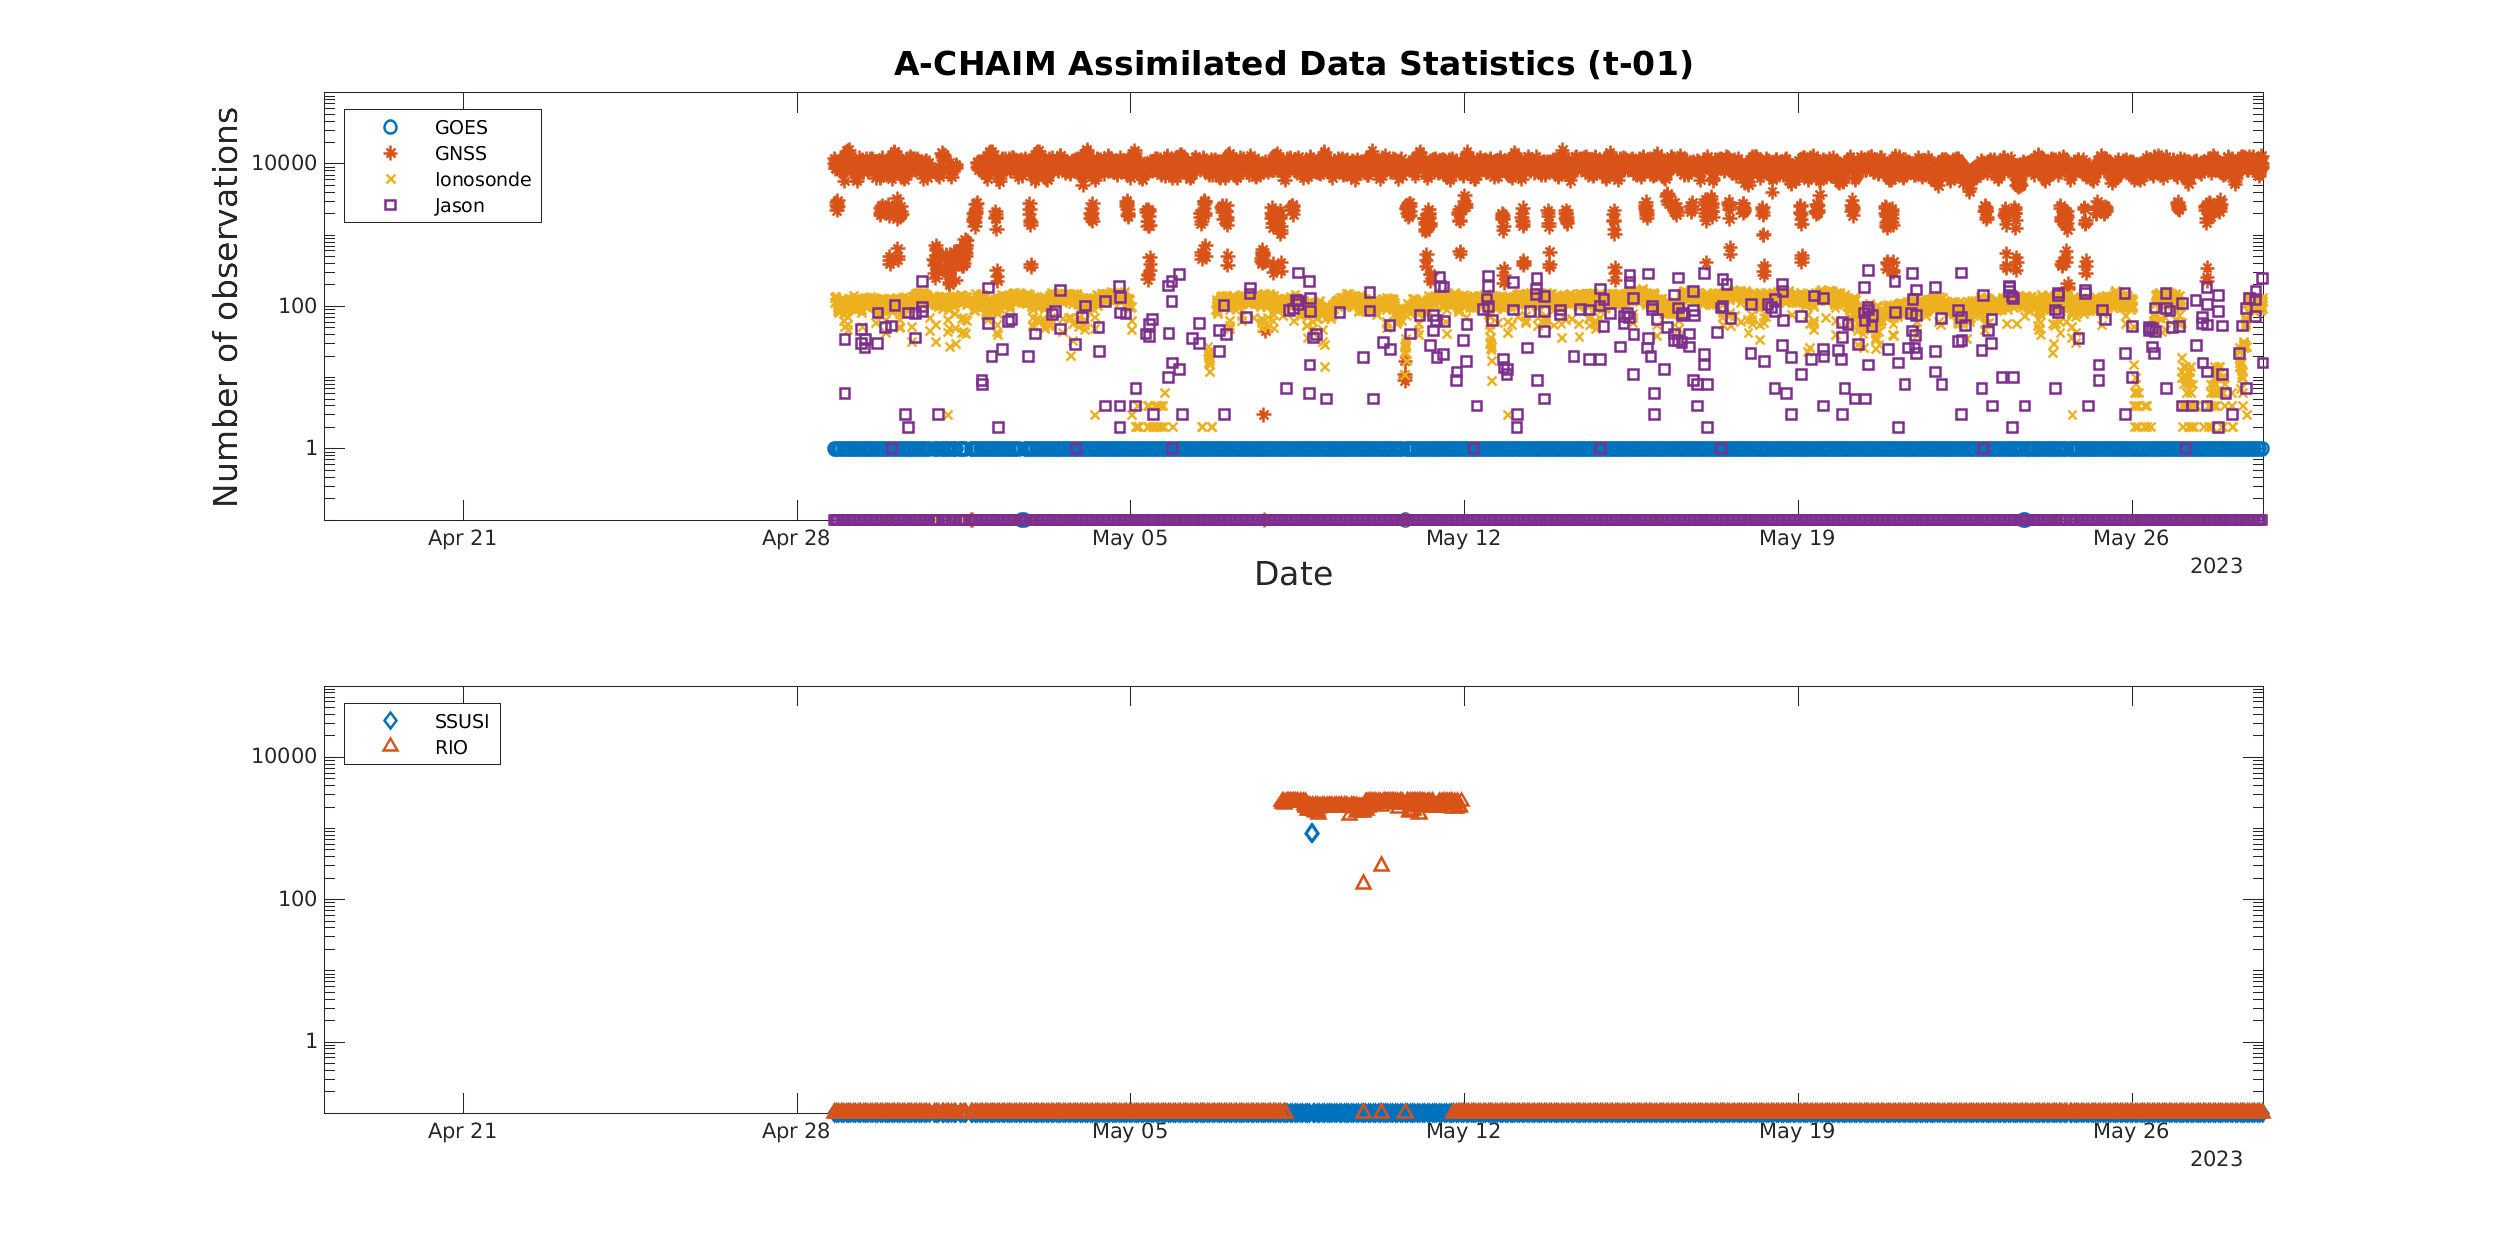 A-CHAIM Assimilated Data Statistics (t-01)
Number of observations
10000
100
1
GOES
GNSS
Ionosonde
Jason
Apr 21 Apr 28 May 05 May 12 May 19 May 26
2023
Date
10000
100
1
SSUSI
RIO
Apr 21 Apr 28 May 05 May 12 May 19 May 26
2023